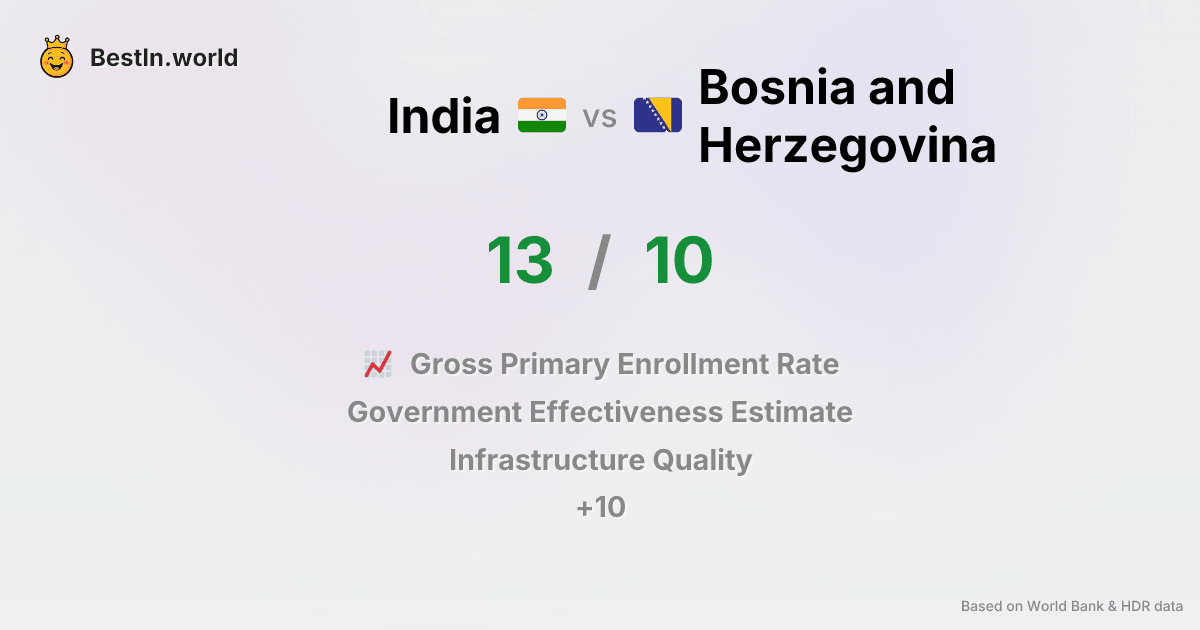 BestIn.world
India vs Bosnia and
Herzegovina
13 / 10
Gross Primary Enrollment Rate
Government Effectiveness Estimate
Infrastructure Quality
+10
Based on World Bank & HDR data